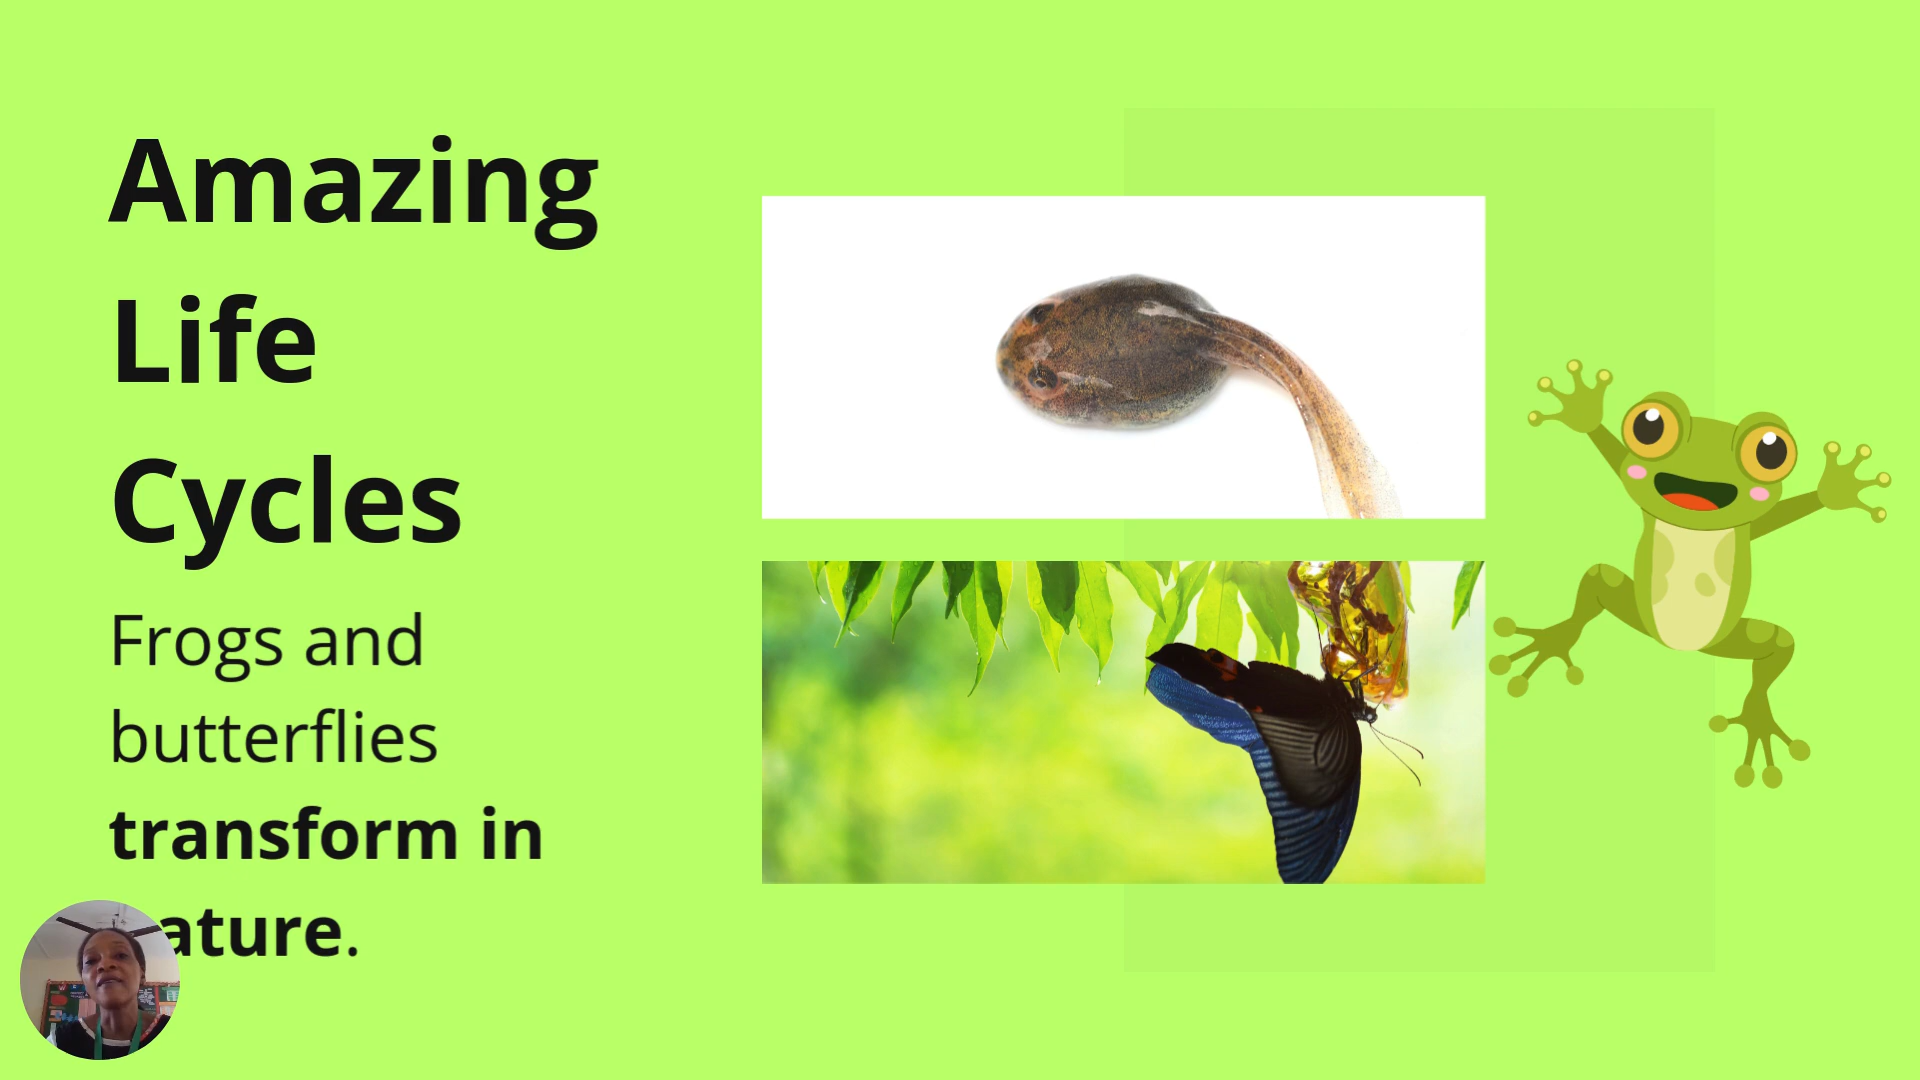 Amazing
Life
Cycles
Frogs and
butterflies
transform in
ature.